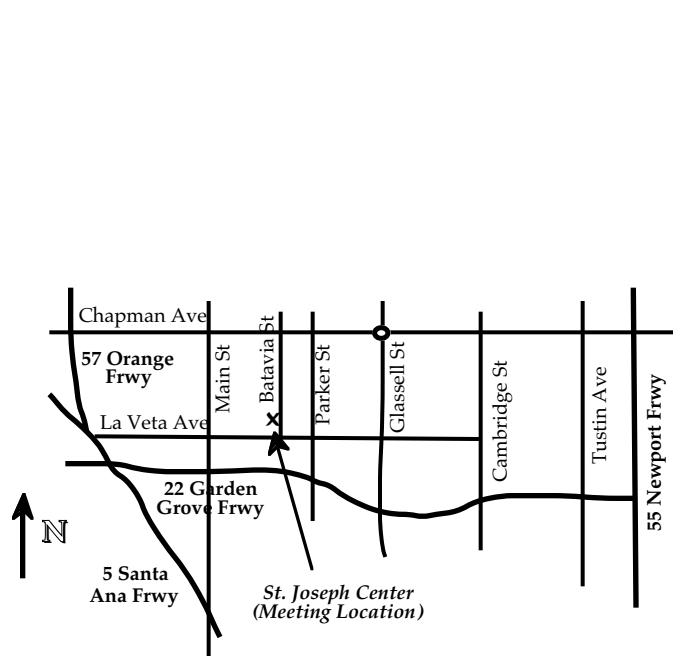 Chapman Ave
57 Orange
Frwy
Main St
Batavia St
Parker St
Glassell St
Cambridge St
Tustin Ave
55 Newport Frwy
La Veta Ave
22 Garden
Grove Frwy
N
5 Santa
Ana Frwy
St. Joseph Center
(Meeting Location)